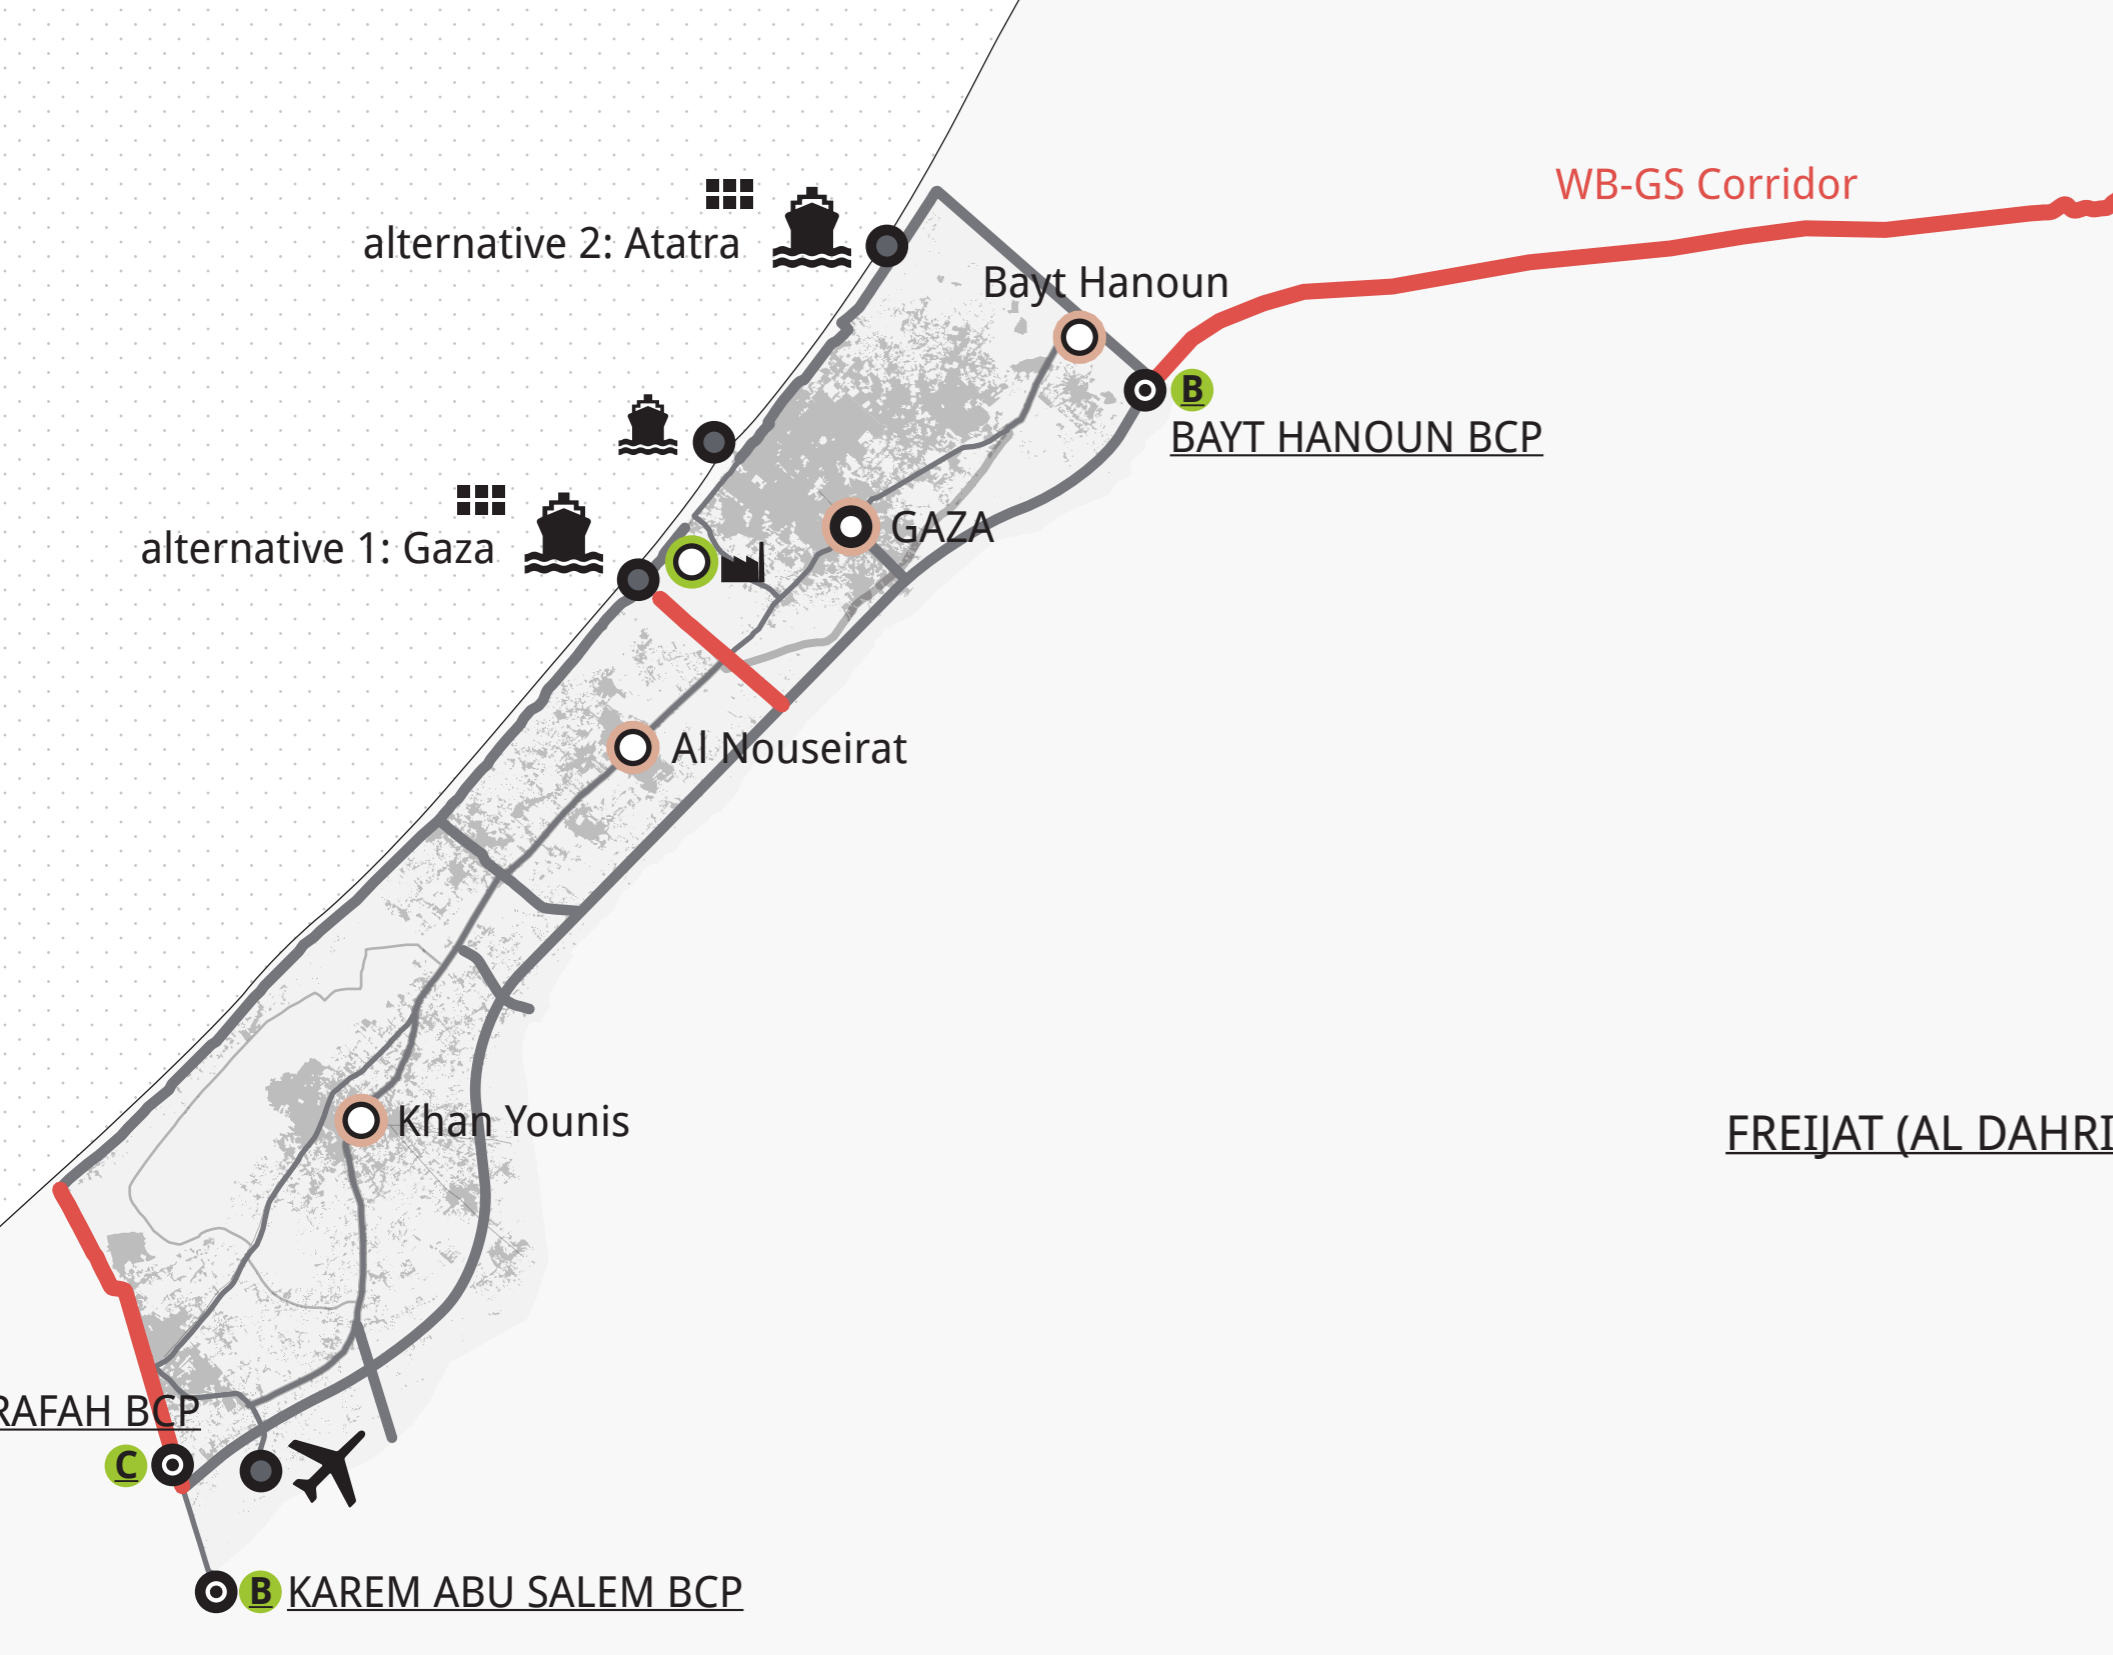 WB-GS Corridor
alternative 2: Atatra
Bayt Hanoun
B
BAYT HANOUN BCP
alternative 1: Gaza
GAZA
Al Nouseirat
Khan Younis
FREIJAT (AL DAHRI
RAFAH BCP
C
B KAREM ABU SALEM BCP